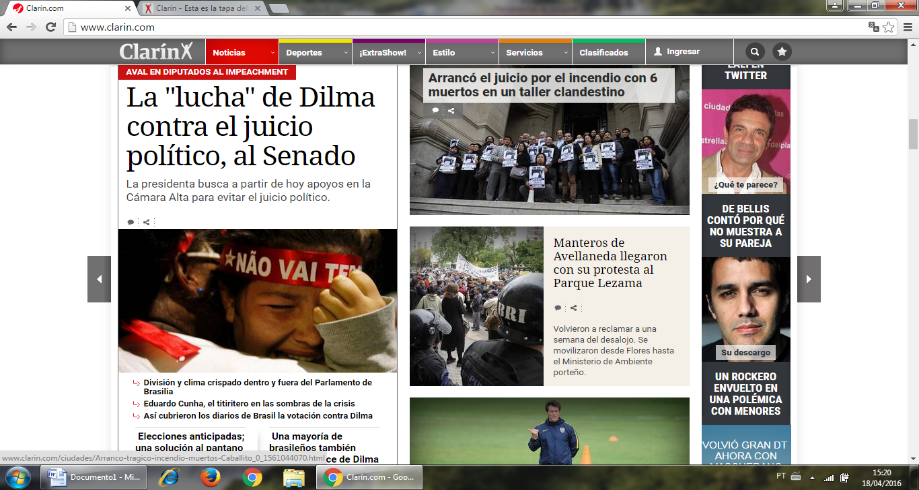 Clarin.com
Clarín - Esta es la tapa del
www.clarin.com
Clarín
Noticias
Deportes
¡ExtraShow!
Estilo
Servicios
Clasificados
Ingresar
AVAL EN DIPUTADOS AL IMPEACHMENT
La "lucha" de Dilma
contra el juicio
político, al Senado
La presidenta busca a partir de hoy apoyos en la
Cámara Alta para evitar el juicio político.
NÃO VAI TER
División y clima crispado dentro y fuera del Parlamento de
Brasilia
Eduardo Cunha, el titiritero en las sombras de la crisis
Así cubrieron los diarios de Brasil la votación contra Dilma
Elecciones anticipadas;
una solución al pantano
Una mayoría de
brasileños también
ce de Dilma
Arrancó el juicio por el incendio con 6
muertos en un taller clandestino
Manteros de
Avellaneda llegaron
con su protesta al
Parque Lezama
Volvieron a reclamar a una
semana del desalojo. Se
movilizaron desde Flores hasta
el Ministerio de Ambiente
porteño.
TWITTER
¿Qué te parece?
DE BELLIS
CONTÓ POR QUÉ
NO MUESTRA A
SU PAREJA
Su descargo
UN ROCKERO
ENVUELTO EN
UNA POLÉMICA
CON MENORES
VOLVIÓ GRAN DT
AHORA CON
www.clarin.com/ciudades/Arranco-tragico-incendio-muertos-Caballito_0_1561044070.html
Documento1 - Mi...
Clarin.com - Goo...
PT
15:20
18/04/2016